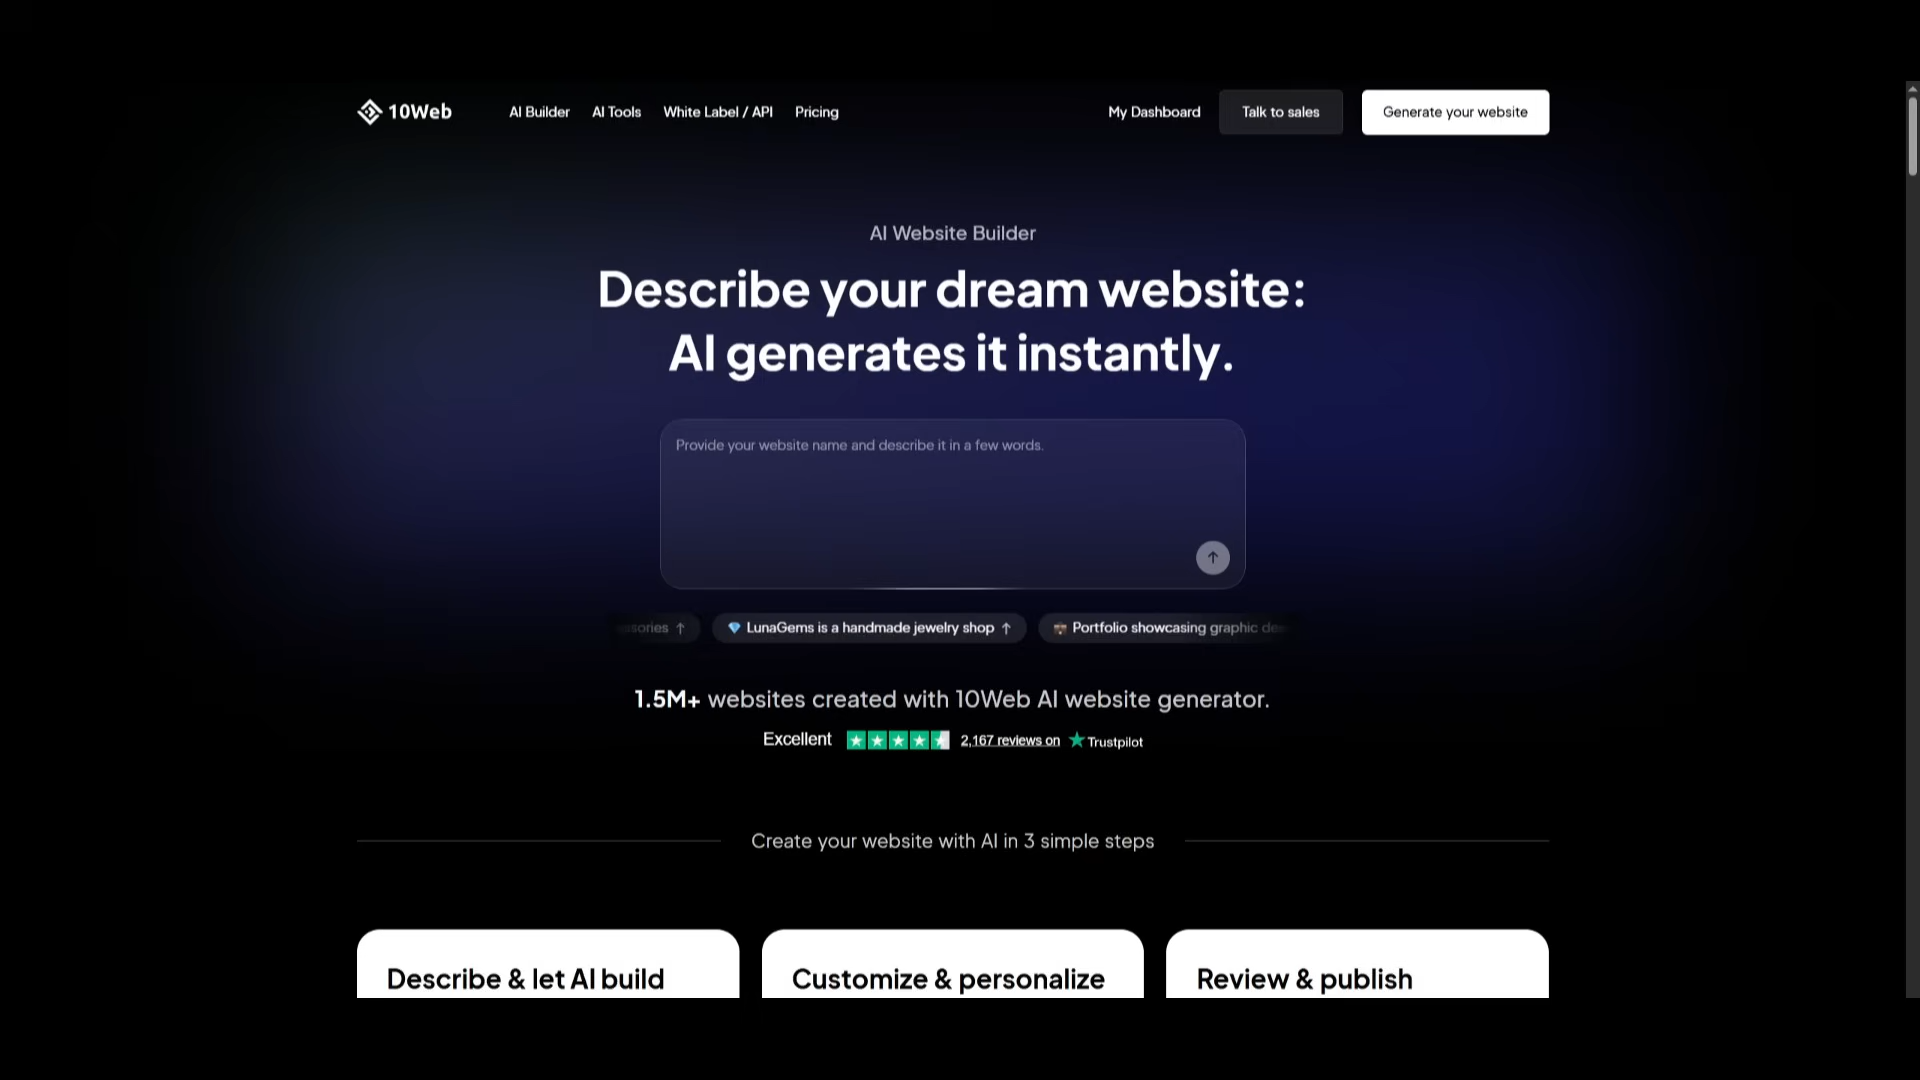 10Web
AI Builder
AI Tools
White Label / API
Pricing
My Dashboard
Talk to sales
Generate your website
AI Website Builder
Describe your dream website:
AI generates it instantly.
Provide your website name and describe it in a few words.
LunaGems is a handmade jewelry shop
Portfolio showcasing graphic
1.5M+ websites created with 10Web AI website generator.
Excellent
2,167 reviews on
Trustpilot
Create your website with AI in 3 simple steps
Describe & let AI build
Customize & personalize
Review & publish